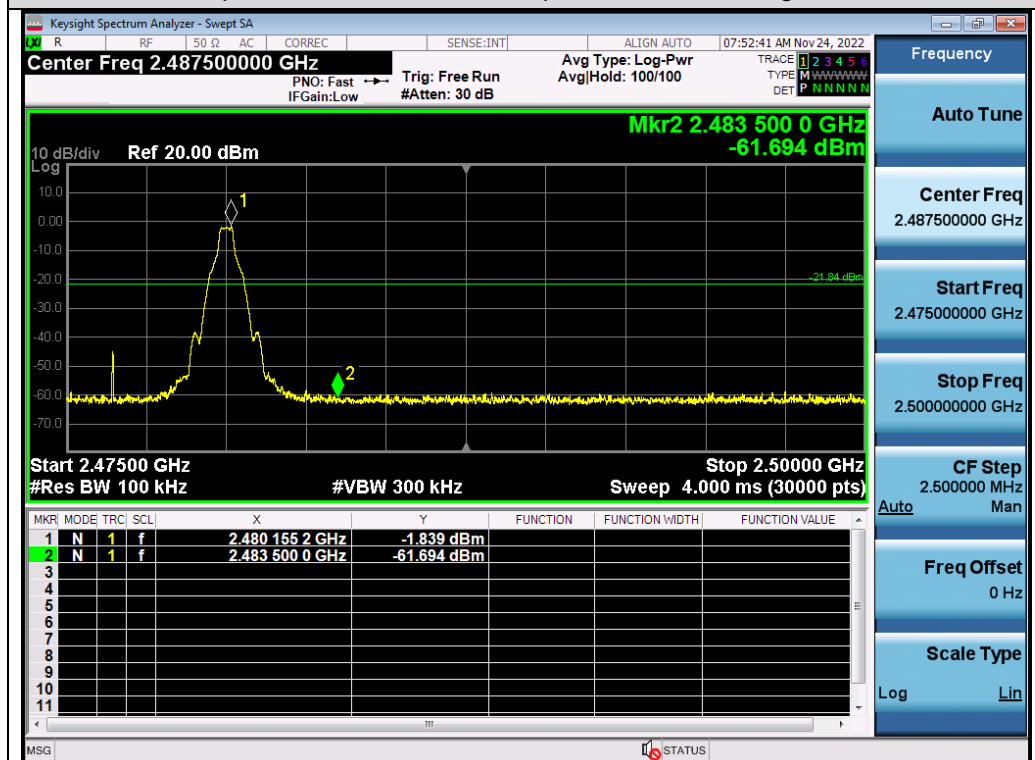 Keysight Spectrum Analyzer - Swept SA
LXI R RF 50 Ω AC CORREC SENSE:INT ALIGN AUTO 07:52:41 AM Nov 24, 2022
Center Freq 2.487500000 GHz
PNO: Fast
IFGain:Low
Trig: Free Run
#Atten: 30 dB
Avg Type: Log-Pwr
Avg|Hold: 100/100
TRACE 1 2 3 4 5 6
TYPE M WWWWW
DET P N N N N N
Mkr2 2.483 500 0 GHz
-61.694 dBm
10 dB/div Ref 20.00 dBm
Log
10.0
0.00
-10.0
-20.0
-30.0
-40.0
-50.0
-60.0
-70.0
1
2
-21.84 dBm
Start 2.47500 GHz Stop 2.50000 GHz
#Res BW 100 kHz #VBW 300 kHz Sweep 4.000 ms (30000 pts)
MKR MODE TRC SCL X Y FUNCTION FUNCTION WIDTH FUNCTION VALUE
1 N 1 f 2.480 155 2 GHz -1.839 dBm
2 N 1 f 2.483 500 0 GHz -61.694 dBm
3
4
5
6
7
8
9
10
11
MSG STATUS
Frequency
Auto Tune
Center Freq
2.487500000 GHz
Start Freq
2.475000000 GHz
Stop Freq
2.500000000 GHz
CF Step
2.500000 MHz
Auto Man
Freq Offset
0 Hz
Scale Type
Log Lin